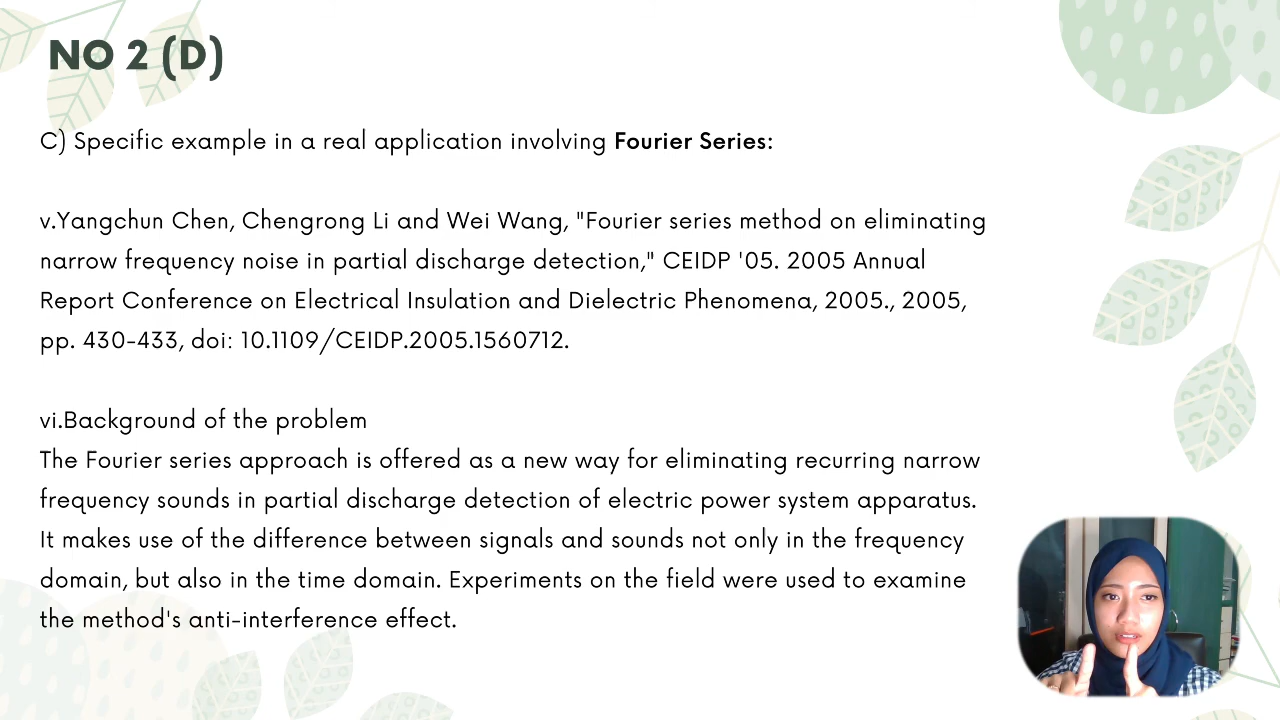 NO 2 (D)
C) Specific example in a real application involving Fourier Series:
v.Yangchun Chen, Chengrong Li and Wei Wang, "Fourier series method on eliminating
narrow frequency noise in partial discharge detection," CEIDP '05. 2005 Annual
Report Conference on Electrical Insulation and Dielectric Phenomena, 2005., 2005,
pp. 430-433, doi: 10.1109/CEIDP.2005.1560712.
vi.Background of the problem
The Fourier series approach is offered as a new way for eliminating recurring narrow
frequency sounds in partial discharge detection of electric power system apparatus.
It makes use of the difference between signals and sounds not only in the frequency
domain, but also in the time domain. Experiments on the field were used to examine
the method's anti-interference effect.